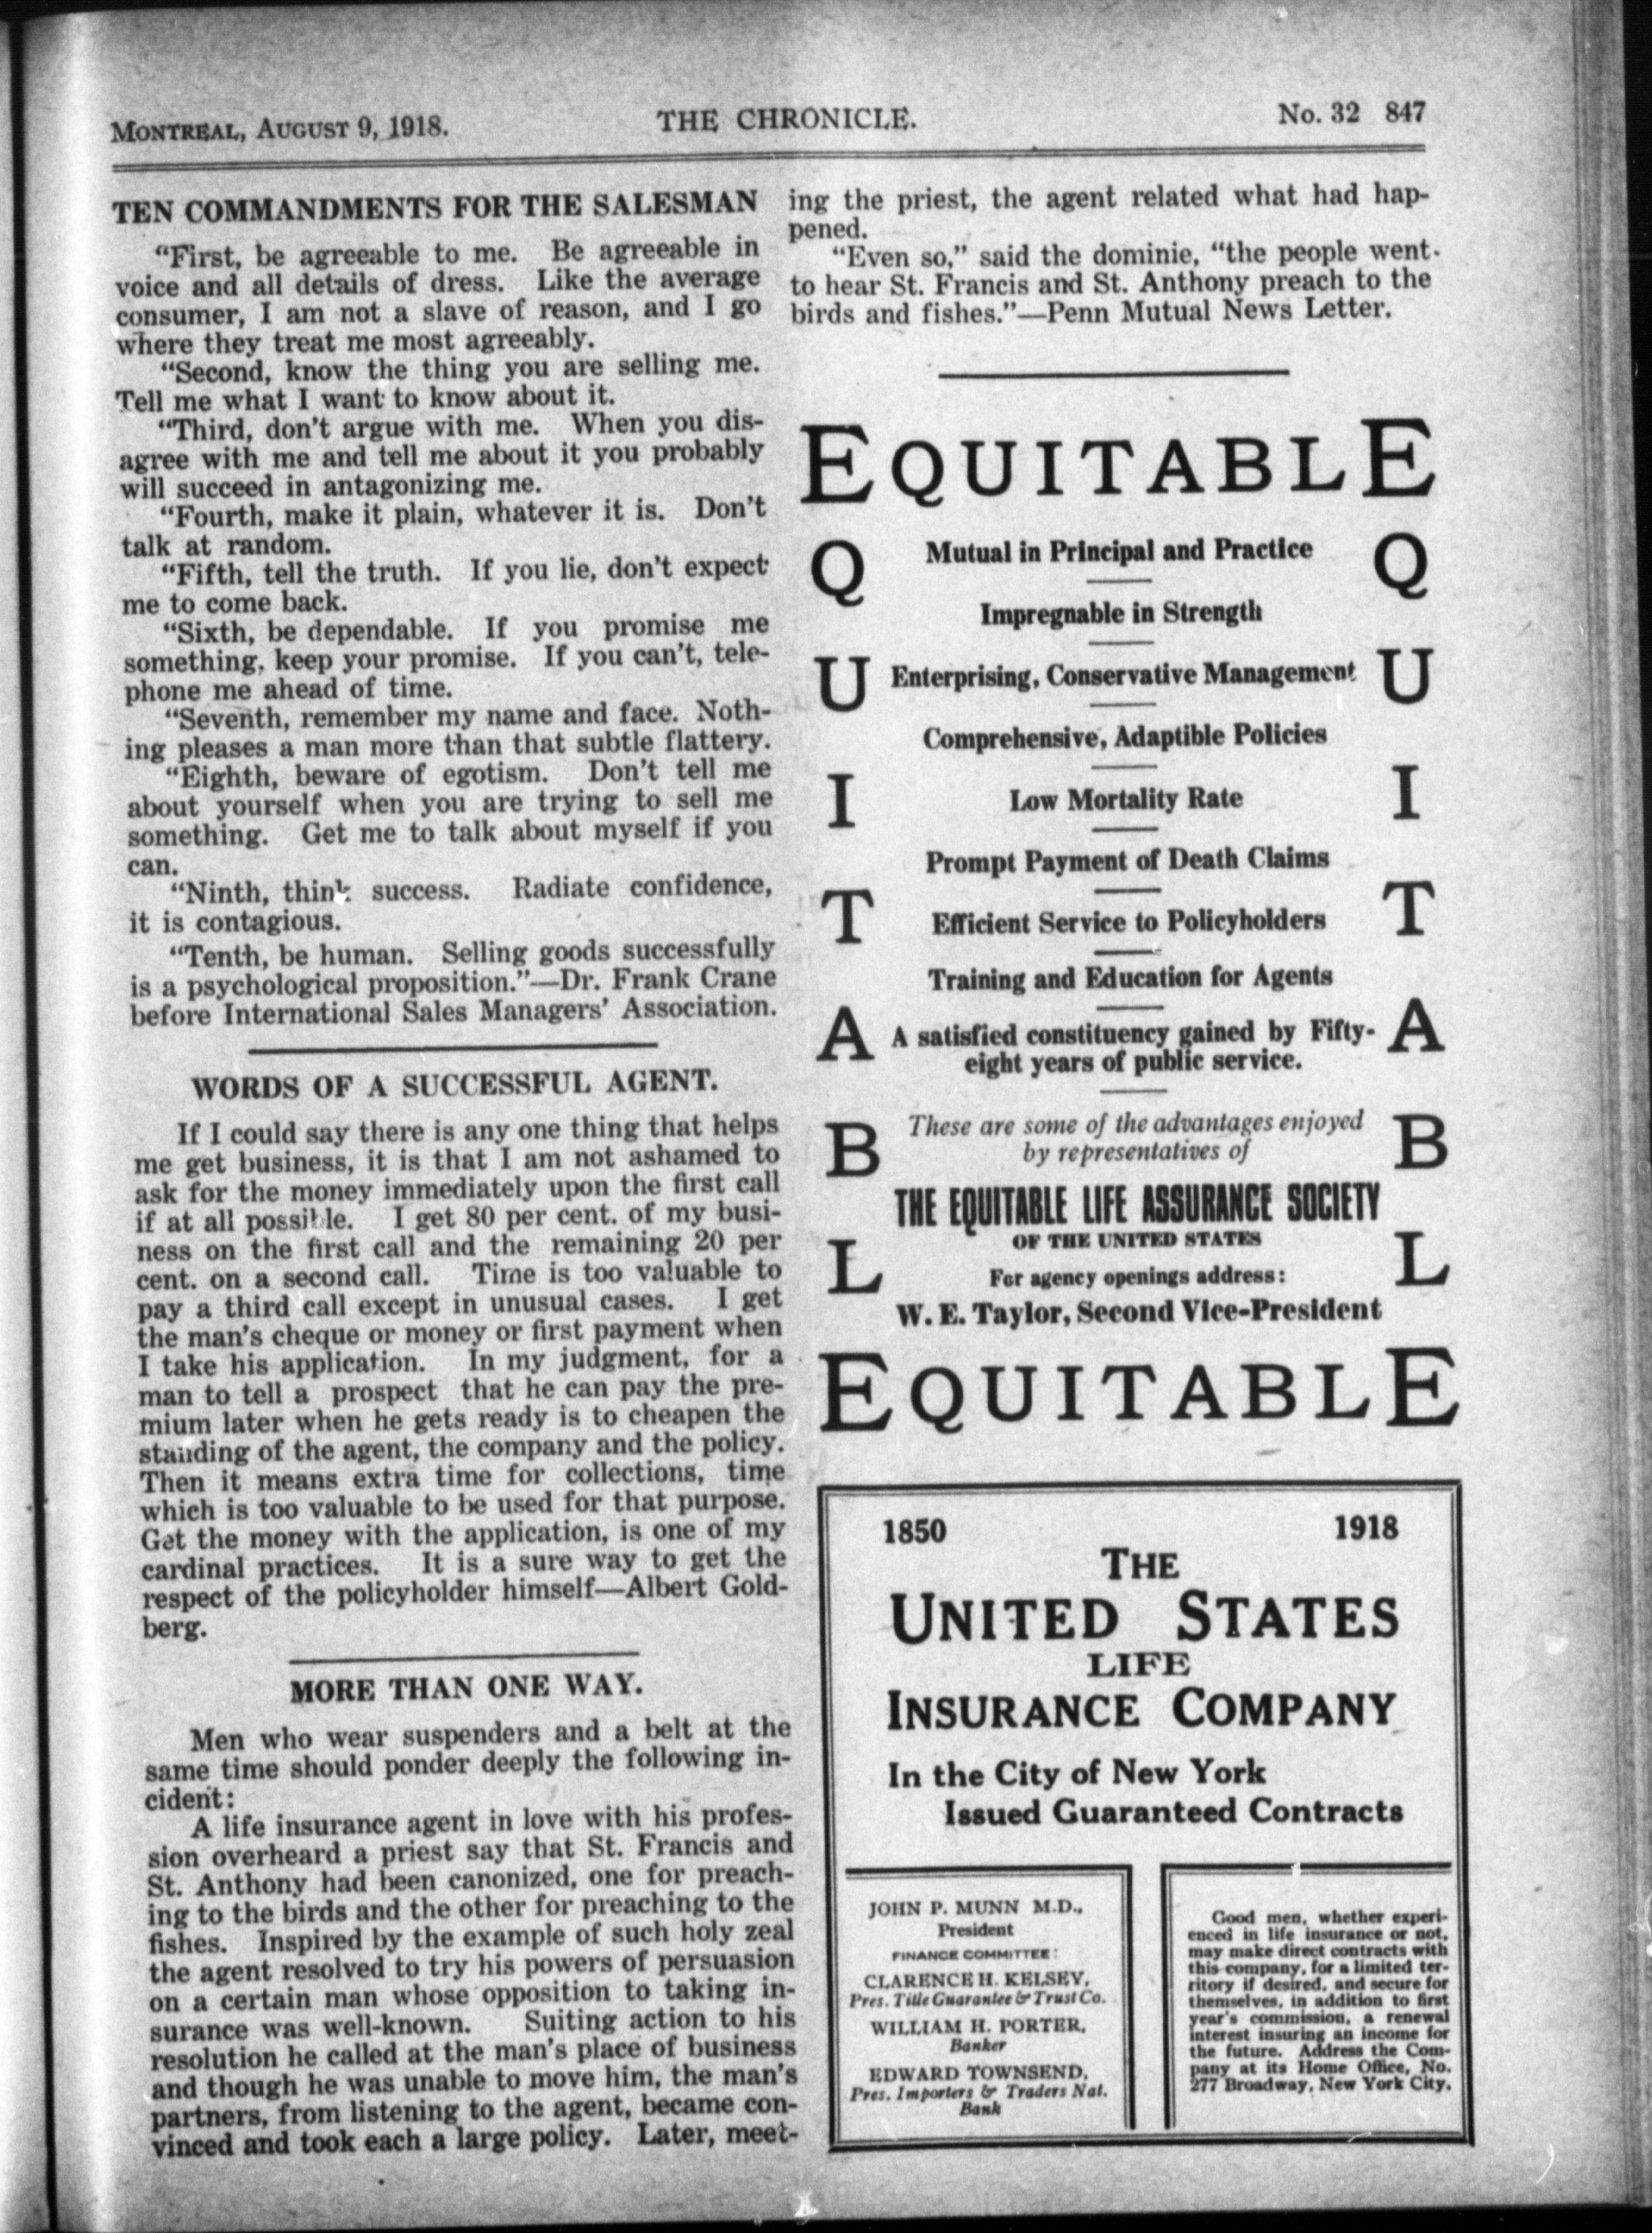 MONTREAL, AUGUST 9, 1918.
THE CHRONICLE.
No. 32 847
TEN COMMANDMENTS FOR THE SALESMAN
"First, be agreeable to me. Be agreeable in
voice and all details of dress. Like the average
consumer, I am not a slave of reason, and I go
where they treat me most agreeably.
"Second, know the thing you are selling me.
Tell me what I want to know about it.
"Third, don't argue with me. When you dis-
agree with me and tell me about it you probably
will succeed in antagonizing me.
"Fourth, make it plain, whatever it is. Don't
talk at random.
"Fifth, tell the truth. If you lie, don't expect
me to come back.
"Sixth, be dependable. If you promise me
something, keep your promise. If you can't, tele-
phone me ahead of time.
"Seventh, remember my name and face. Noth-
ing pleases a man more than that subtle flattery.
"Eighth, beware of egotism. Don't tell me
about yourself when you are trying to sell me
something. Get me to talk about myself if you
can.
"Ninth, think success. Radiate confidence,
it is contagious.
"Tenth, be human. Selling goods successfully
is a psychological proposition."—Dr. Frank Crane
before International Sales Managers' Association.
WORDS OF A SUCCESSFUL AGENT.
If I could say there is any one thing that helps
me get business, it is that I am not ashamed to
ask for the money immediately upon the first call
if at all possible. I get 80 per cent. of my busi-
ness on the first call and the remaining 20 per
cent. on a second call. Time is too valuable to
pay a third call except in unusual cases. I get
the man's cheque or money or first payment when
I take his application. In my judgment, for a
man to tell a prospect that he can pay the pre-
mium later when he gets ready is to cheapen the
standing of the agent, the company and the policy.
Then it means extra time for collections, time
which is too valuable to be used for that purpose.
Get the money with the application, is one of my
cardinal practices. It is a sure way to get the
respect of the policyholder himself—Albert Gold-
berg.
MORE THAN ONE WAY.
Men who wear suspenders and a belt at the
same time should ponder deeply the following in-
cident:
A life insurance agent in love with his profes-
sion overheard a priest say that St. Francis and
St. Anthony had been canonized, one for preach-
ing to the birds and the other for preaching to the
fishes. Inspired by the example of such holy zeal
the agent resolved to try his powers of persuasion
on a certain man whose opposition to taking in-
surance was well-known. Suiting action to his
resolution he called at the man's place of business
and though he was unable to move him, the man's
partners, from listening to the agent, became con-
vinced and took each a large policy. Later, meet-
ing the priest, the agent related what had hap-
pened.
"Even so," said the dominie, "the people went
to hear St. Francis and St. Anthony preach to the
birds and fishes."—Penn Mutual News Letter.
EQUITABLE
Q Mutual in Principal and Practice Q
Impregnable in Strength
U Enterprising, Conservative Management U
Comprehensive, Adaptible Policies
I Low Mortality Rate I
Prompt Payment of Death Claims
T Efficient Service to Policyholders T
Training and Education for Agents
A A satisfied constituency gained by Fifty- A
eight years of public service.
B These are some of the advantages enjoyed B
by representatives of
THE EQUITABLE LIFE ASSURANCE SOCIETY
OF THE UNITED STATES
L For agency openings address: L
W. E. Taylor, Second Vice-President
EQUITABLE
1850 1918
THE
UNITED STATES
LIFE
INSURANCE COMPANY
In the City of New York
Issued Guaranteed Contracts
JOHN P. MUNN M.D.,
President
FINANCE COMMITTEE:
CLARENCE H. KELSEY,
Pres. Title Guarantee & Trust Co.
WILLIAM H. PORTER,
Banker
EDWARD TOWNSEND,
Pres. Importers & Traders Nat.
Bank
Good men, whether experi-
enced in life insurance or not,
may make direct contracts with
this company, for a limited ter-
ritory if desired, and secure for
themselves, in addition to first
year's commission, a renewal
interest insuring an income for
the future. Address the Com-
pany at its Home Office, No.
277 Broadway, New York City.